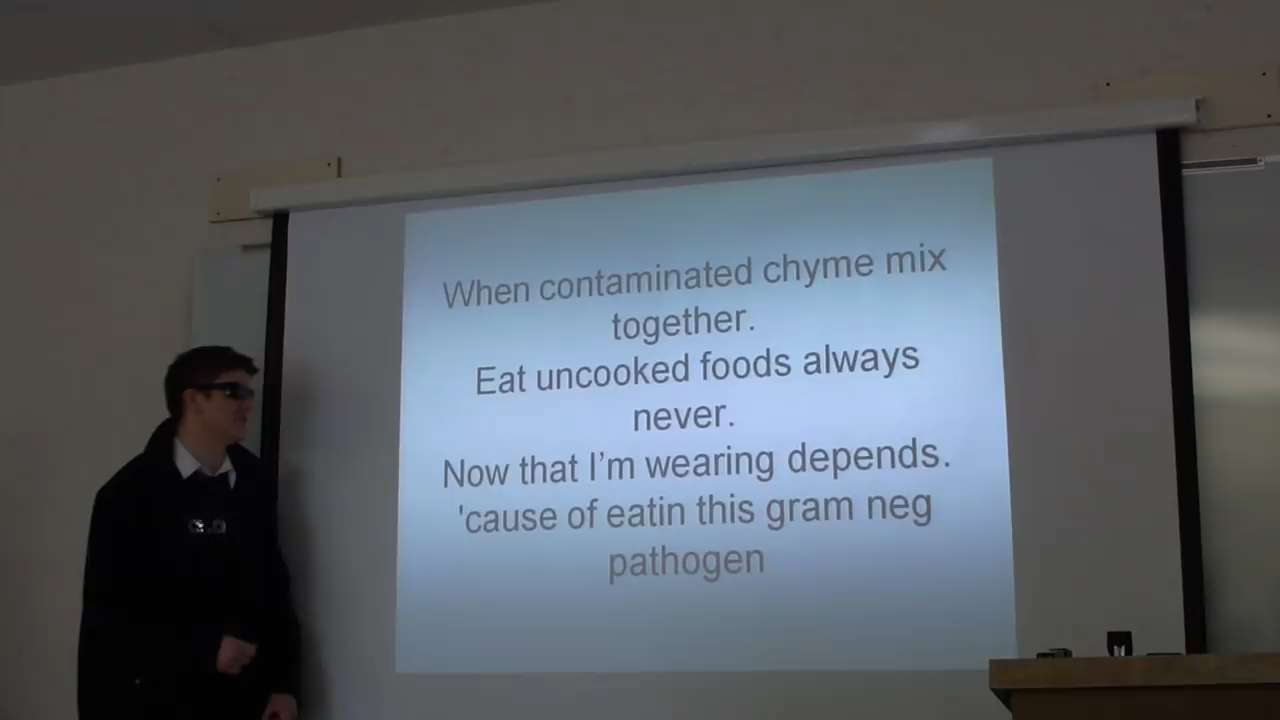 When contaminated chyme mix
together.
Eat uncooked foods always
never.
Now that I'm wearing depends.
'cause of eatin this gram neg
pathogen